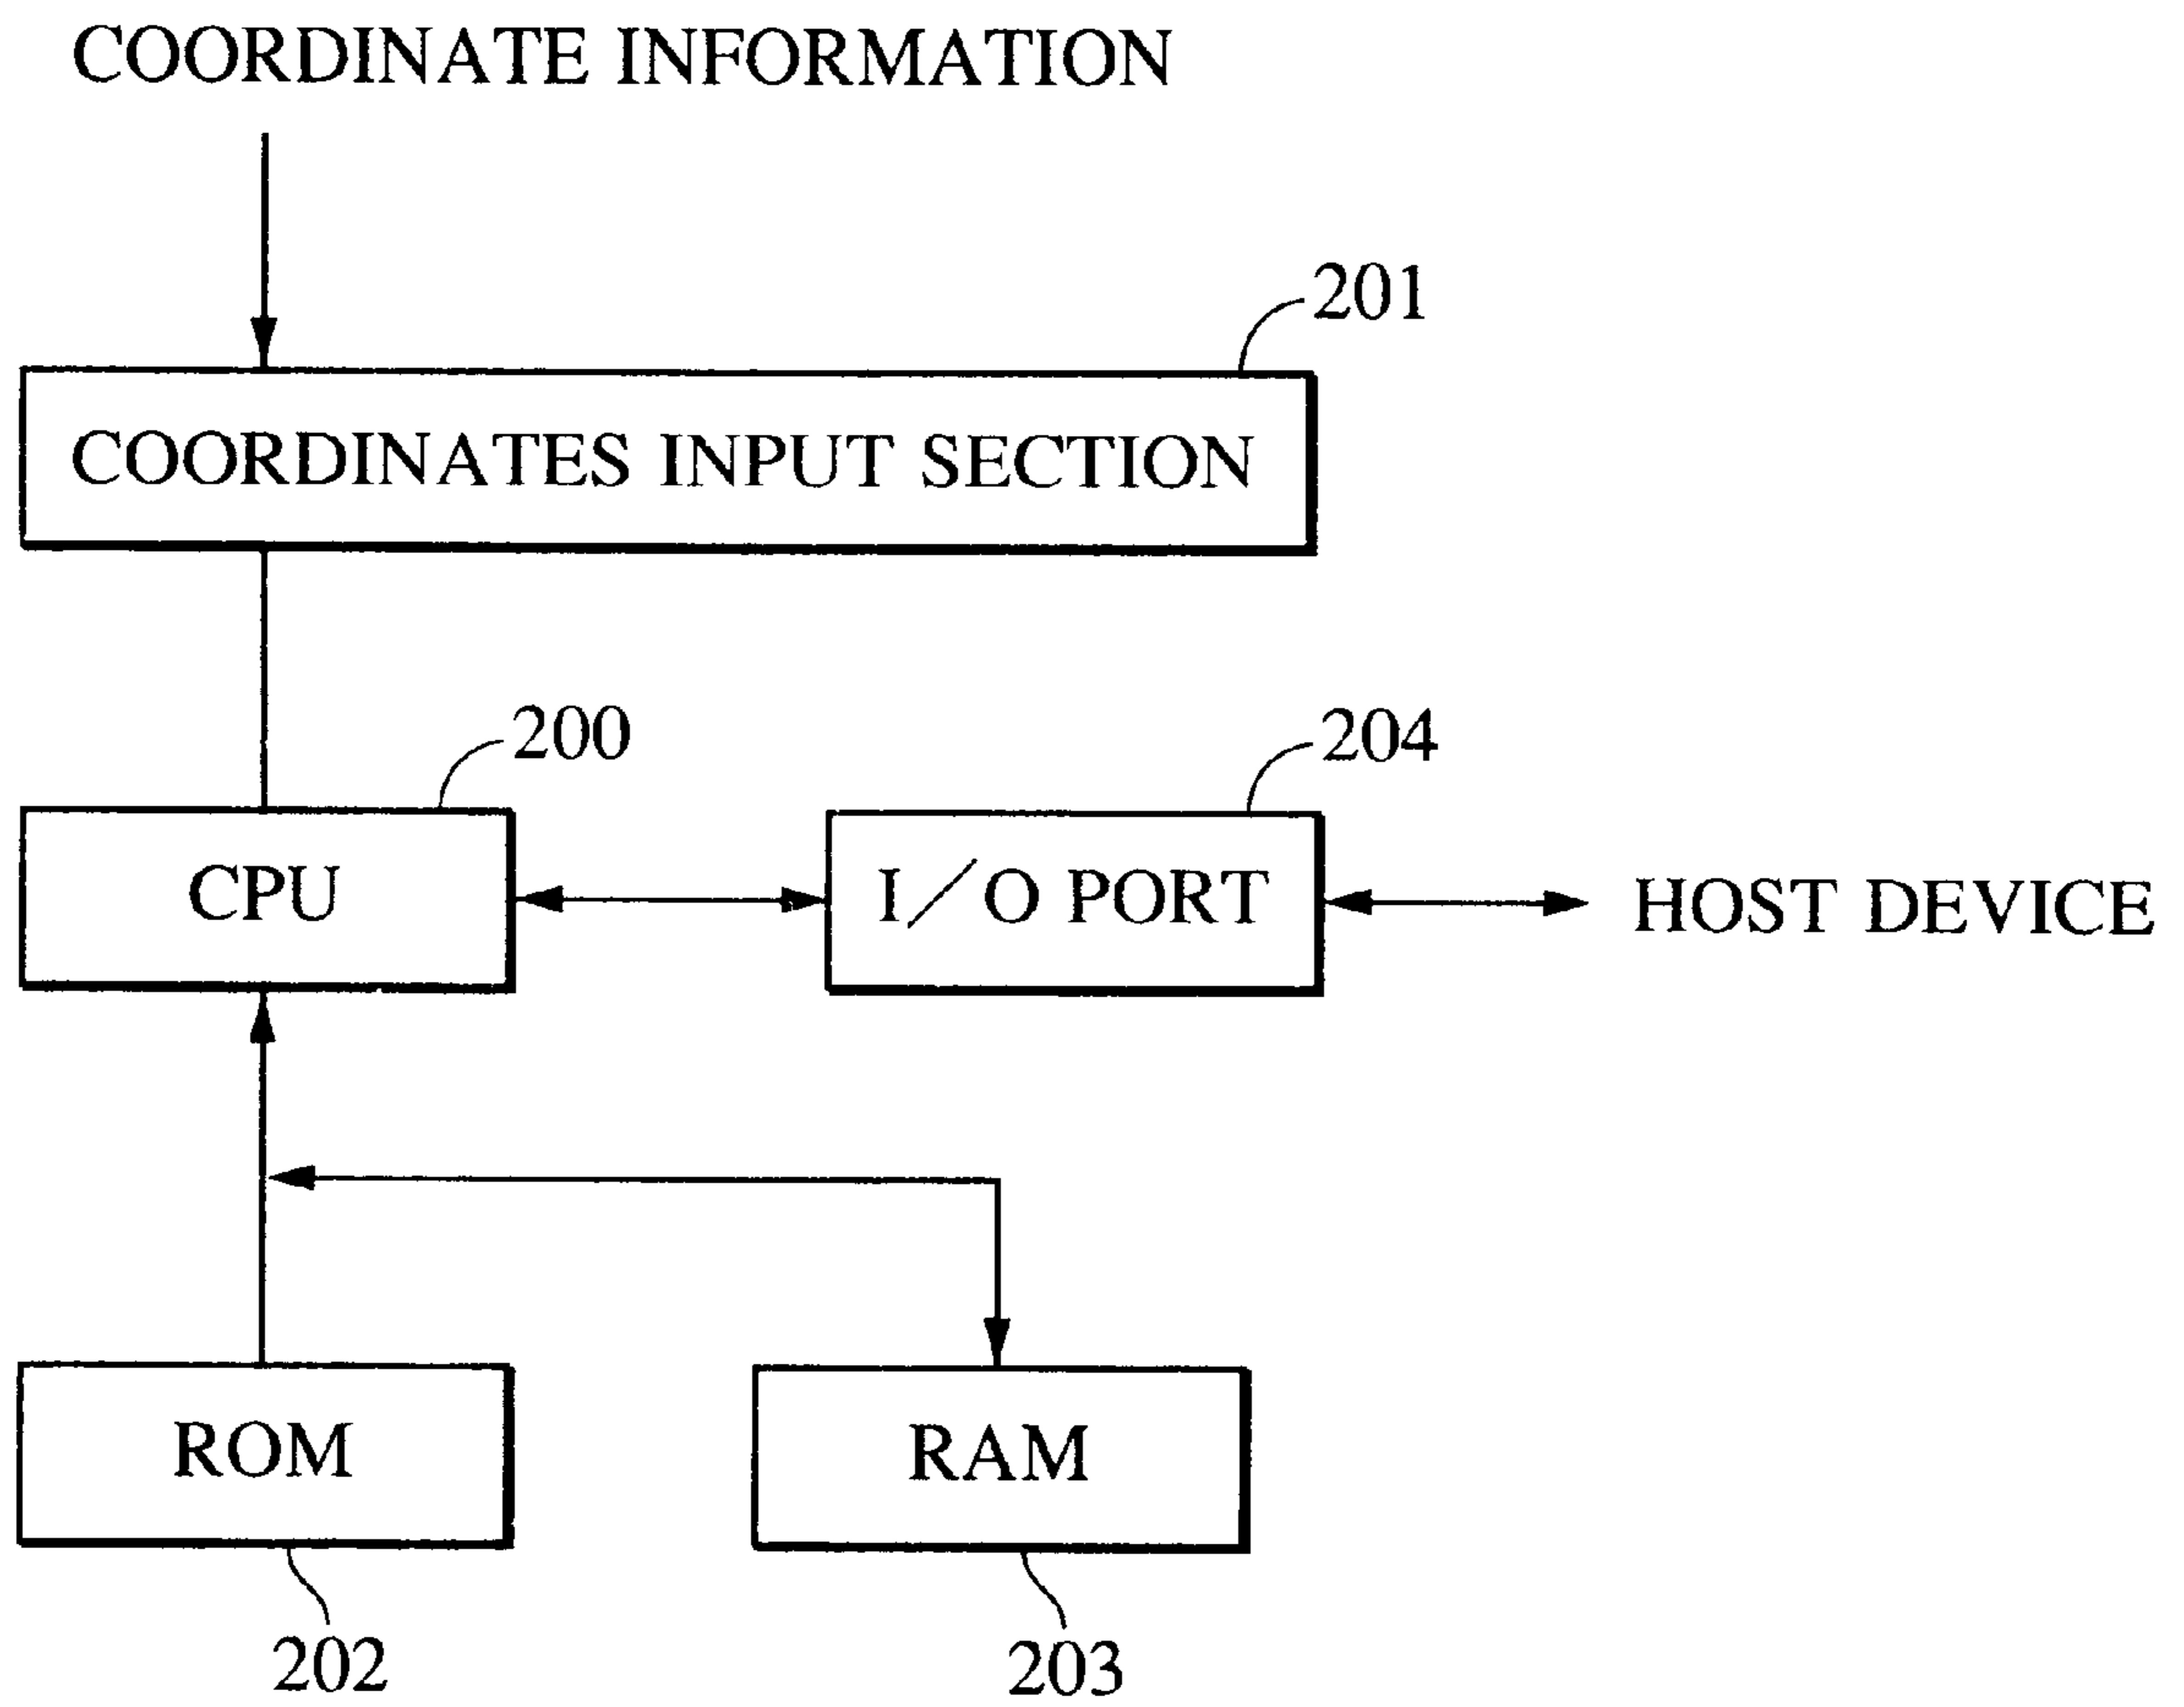 COORDINATE INFORMATION
201
COORDINATES INPUT SECTION
200
204
CPU
I/O PORT
HOST DEVICE
ROM
RAM
202
203